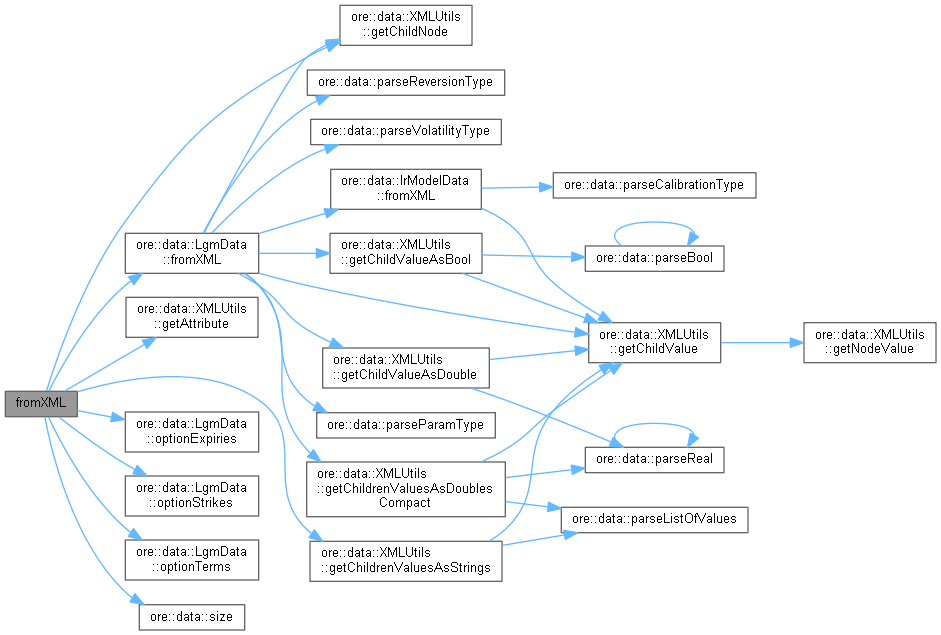 fromXML
ore::data::LgmData
::fromXML
ore::data::XMLUtils
::getAttribute
ore::data::LgmData
::optionExpiries
ore::data::LgmData
::optionStrikes
ore::data::LgmData
::optionTerms
ore::data::size
ore::data::XMLUtils
::getChildNode
ore::data::parseReversionType
ore::data::parseVolatilityType
ore::data::IrModelData
::fromXML
ore::data::XMLUtils
::getChildValueAsBool
ore::data::XMLUtils
::getChildValueAsDouble
ore::data::parseParamType
ore::data::XMLUtils
::getChildrenValuesAsDoubles
Compact
ore::data::XMLUtils
::getChildrenValuesAsStrings
ore::data::parseCalibrationType
ore::data::parseBool
ore::data::XMLUtils
::getChildValue
ore::data::parseReal
ore::data::parseListOfValues
ore::data::XMLUtils
::getNodeValue